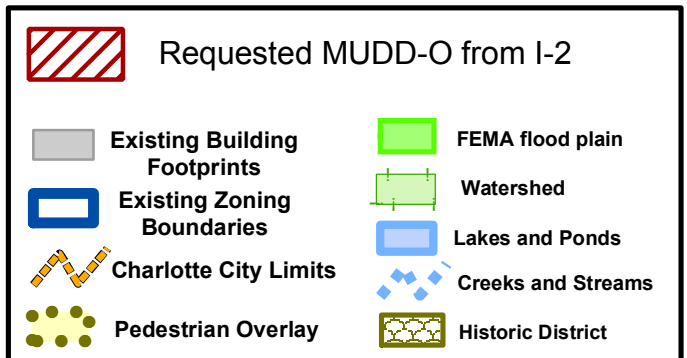 Requested MUDD-O from I-2
Existing Building
Footprints
Existing Zoning
Boundaries
Charlotte City Limits
Pedestrian Overlay
FEMA flood plain
Watershed
Lakes and Ponds
Creeks and Streams
Historic District